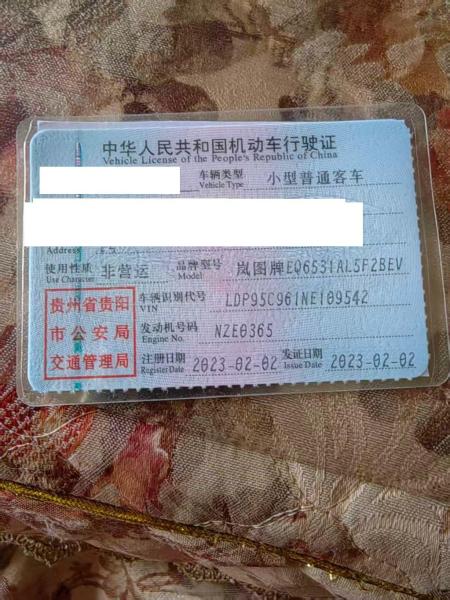 中华人民共和国机动车行驶证
Vehicle License of the People's Republic of China
车辆类型 小型普通客车
Vehicle Type
Address
使用性质 非营运 品牌型号 岚图牌EQ6531AL5F2BEV
Use Character Model
贵州省贵阳 车辆识别代号 LDP95C961NE109542
VIN
市公安局 发动机号码 NZE0365
Engine No.
交通管理局 注册日期 2023-02-02 发证日期 2023-02-02
Register Date Issue Date